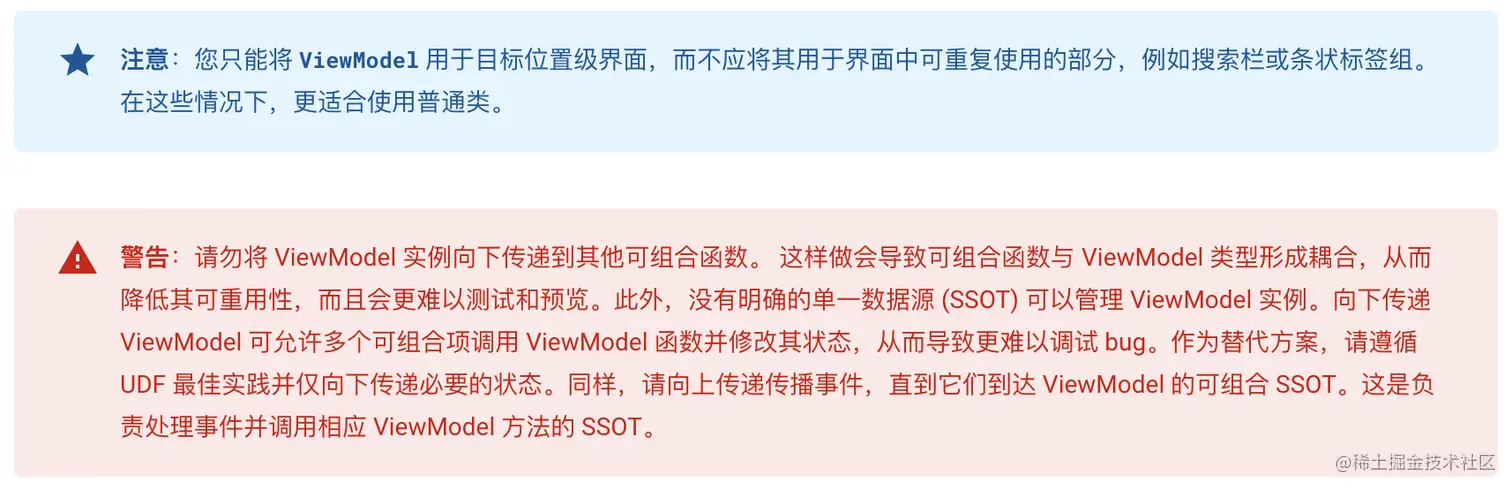 注意：您只能将 ViewModel 用于目标位置级界面，而不应将其用于界面中可重复使用的部分，例如搜索栏或条状标签组。
在这些情况下，更适合使用普通类。
警告：请勿将 ViewModel 实例向下传递到其他可组合函数。 这样做会导致可组合函数与 ViewModel 类型形成耦合，从而
降低其可重用性，而且会更难以测试和预览。此外，没有明确的单一数据源 (SSOT) 可以管理 ViewModel 实例。向下传递
ViewModel 可允许多个可组合项调用 ViewModel 函数并修改其状态，从而导致更难以调试 bug。作为替代方案，请遵循
UDF 最佳实践并仅向下传递必要的状态。同样，请向上传递传播事件，直到它们到达 ViewModel 的可组合 SSOT。这是负
责处理事件并调用相应 ViewModel 方法的 SSOT。
@稀土掘金技术社区